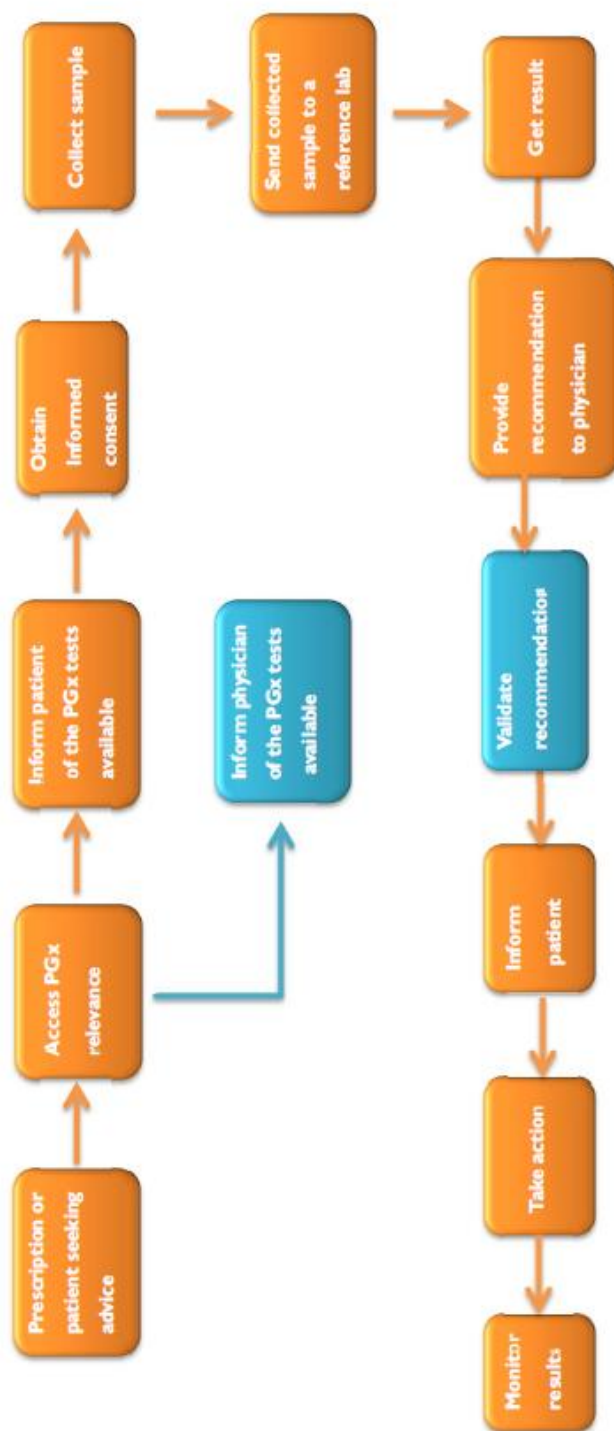 Prescription or
patient seeking
advice
Access PGx
relevance
Inform patient
of the PGx tests
available
Inform physician
of the PGx tests
available
Obtain
Informed
consent
Collect sample
Send collected
sample to a
reference lab
Get result
Provide
recommendation
to physician
Validate
recommendation
Inform
patient
Take action
Monitor
results